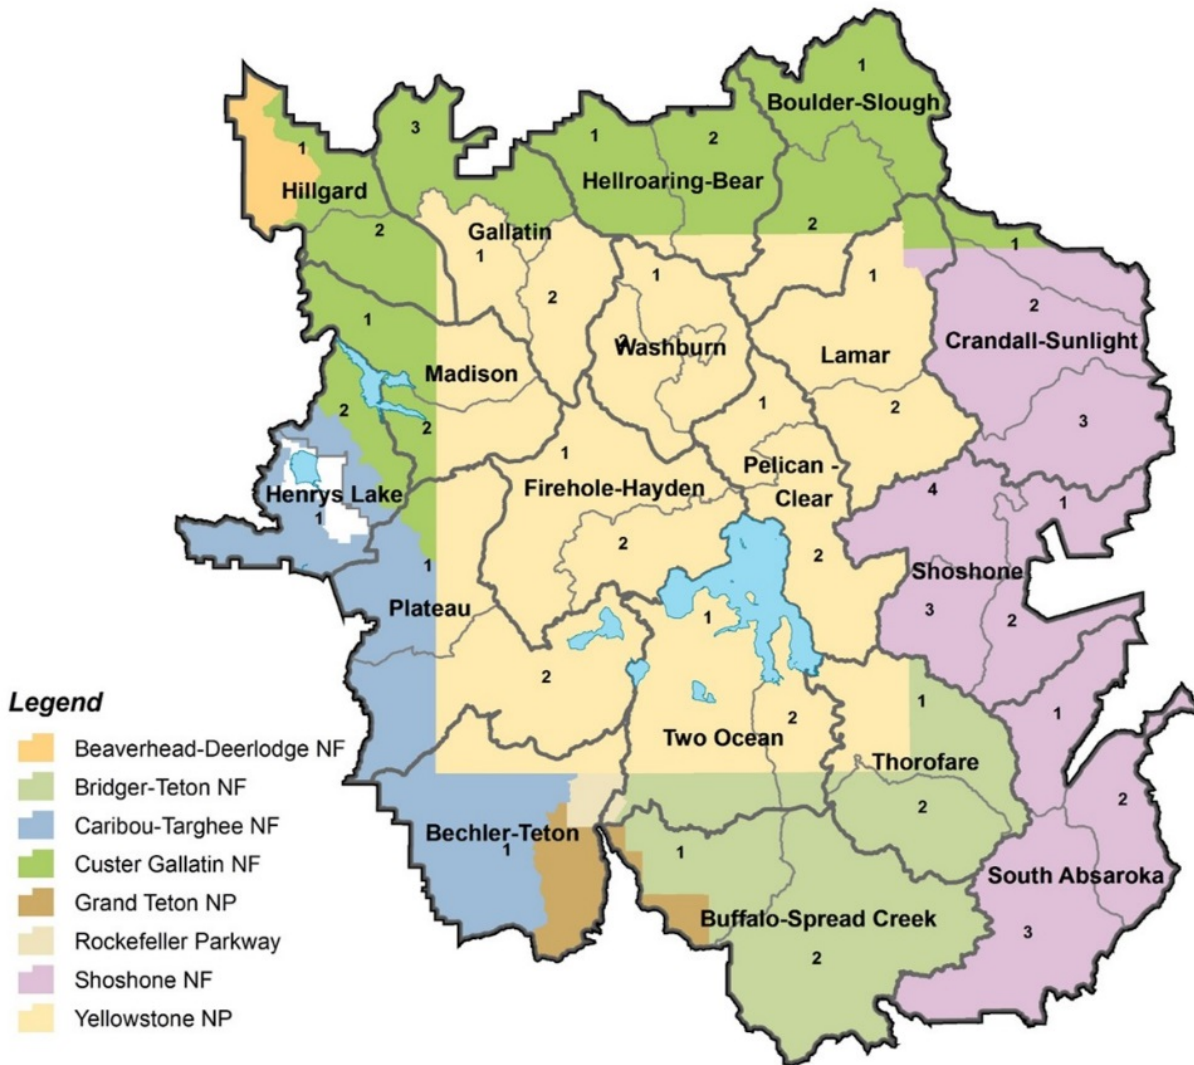 1
Boulder-Slough
3
1
2
1
Hillgard
Hellroaring-Bear
2
Gallatin
2
1
1
1
1
2
2
1
Washburn
2
Lamar
Crandall-Sunlight
Madison
2
2
1
2
3
1
Pelican -
Clear
4
Henrys Lake
Firehole-Hayden
1
1
2
2
1
Shoshone
Plateau
1
3
2
2
1
2
1
Two Ocean
Thorofare
2
2
Bechler-Teton
1
1
South Absaroka
Buffalo-Spread Creek
3
2
Legend
Beaverhead-Deerlodge NF
Bridger-Teton NF
Caribou-Targhee NF
Custer Gallatin NF
Grand Teton NP
Rockefeller Parkway
Shoshone NF
Yellowstone NP